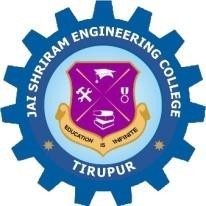 JAI SHRIRAM ENGINEERING COLLEGE
EDUCATION IS INFINITE
TIRUPUR